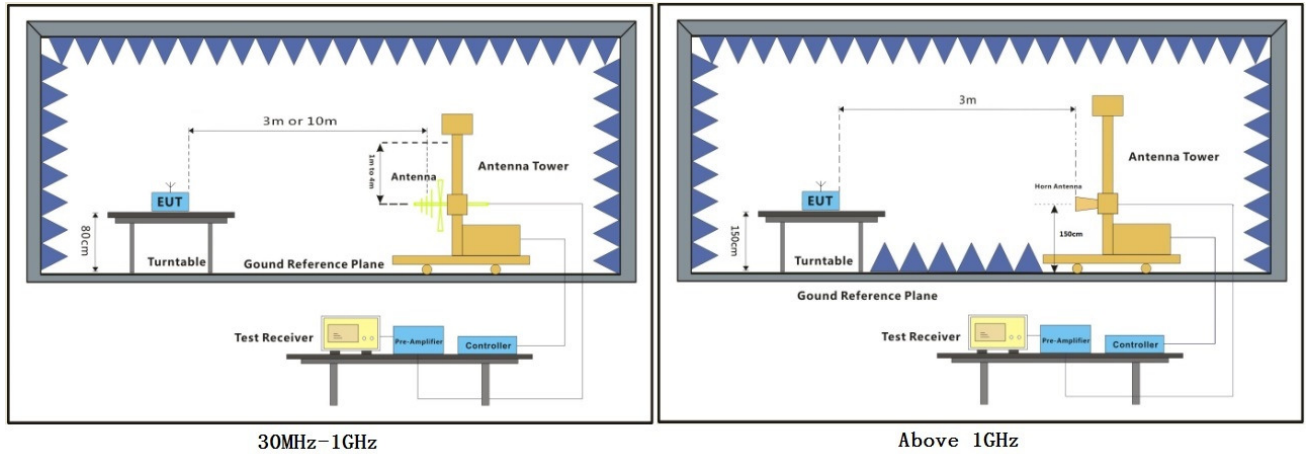 3m or 10m
1m to 4m
Antenna
Antenna Tower
EUT
80cm
Turntable
Gound Reference Plane
Test Receiver
Pre-Amplifier
Controller
30MHz-1GHz
3m
Antenna Tower
Horn Antenna
EUT
150cm
150cm
Turntable
Gound Reference Plane
Test Receiver
Pre-Amplifier
Controller
Above 1GHz